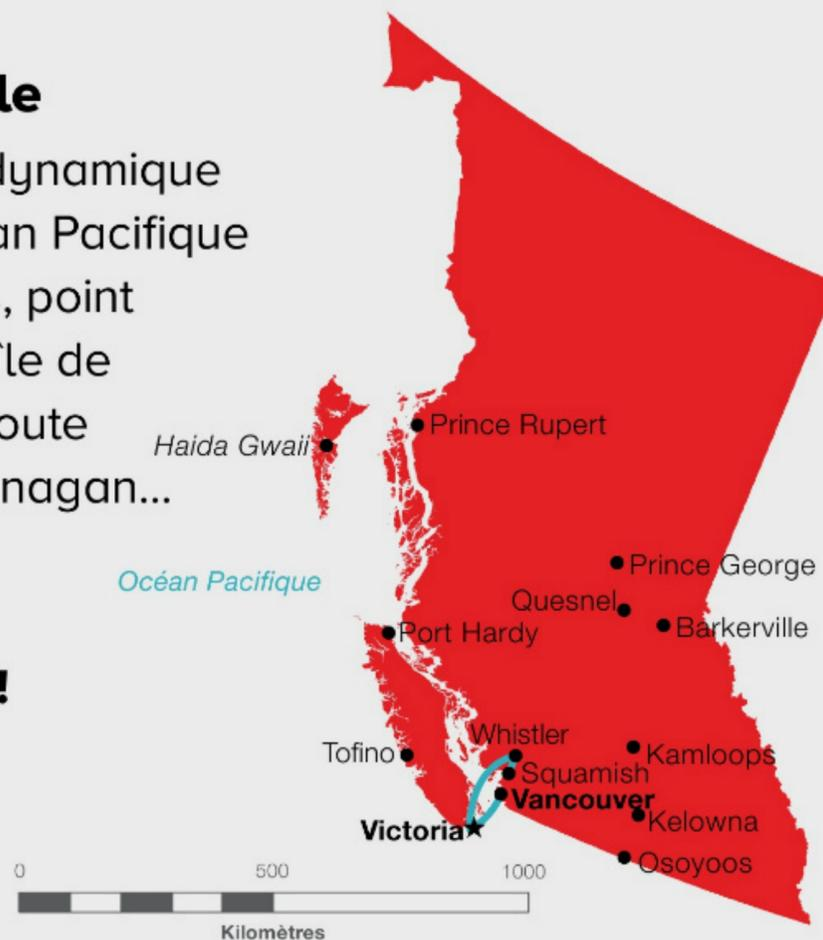 le
dynamique
an Pacifique
, point
île de
oute
nagan...
!
Haida Gwaii
Prince Rupert
Océan Pacifique
Prince George
Quesnel
Barkerville
Port Hardy
Whistler
Tofino
Kamloops
Squamish
Vancouver
Kelowna
Victoria
Osoyoos
0 500 1000
Kilomètres